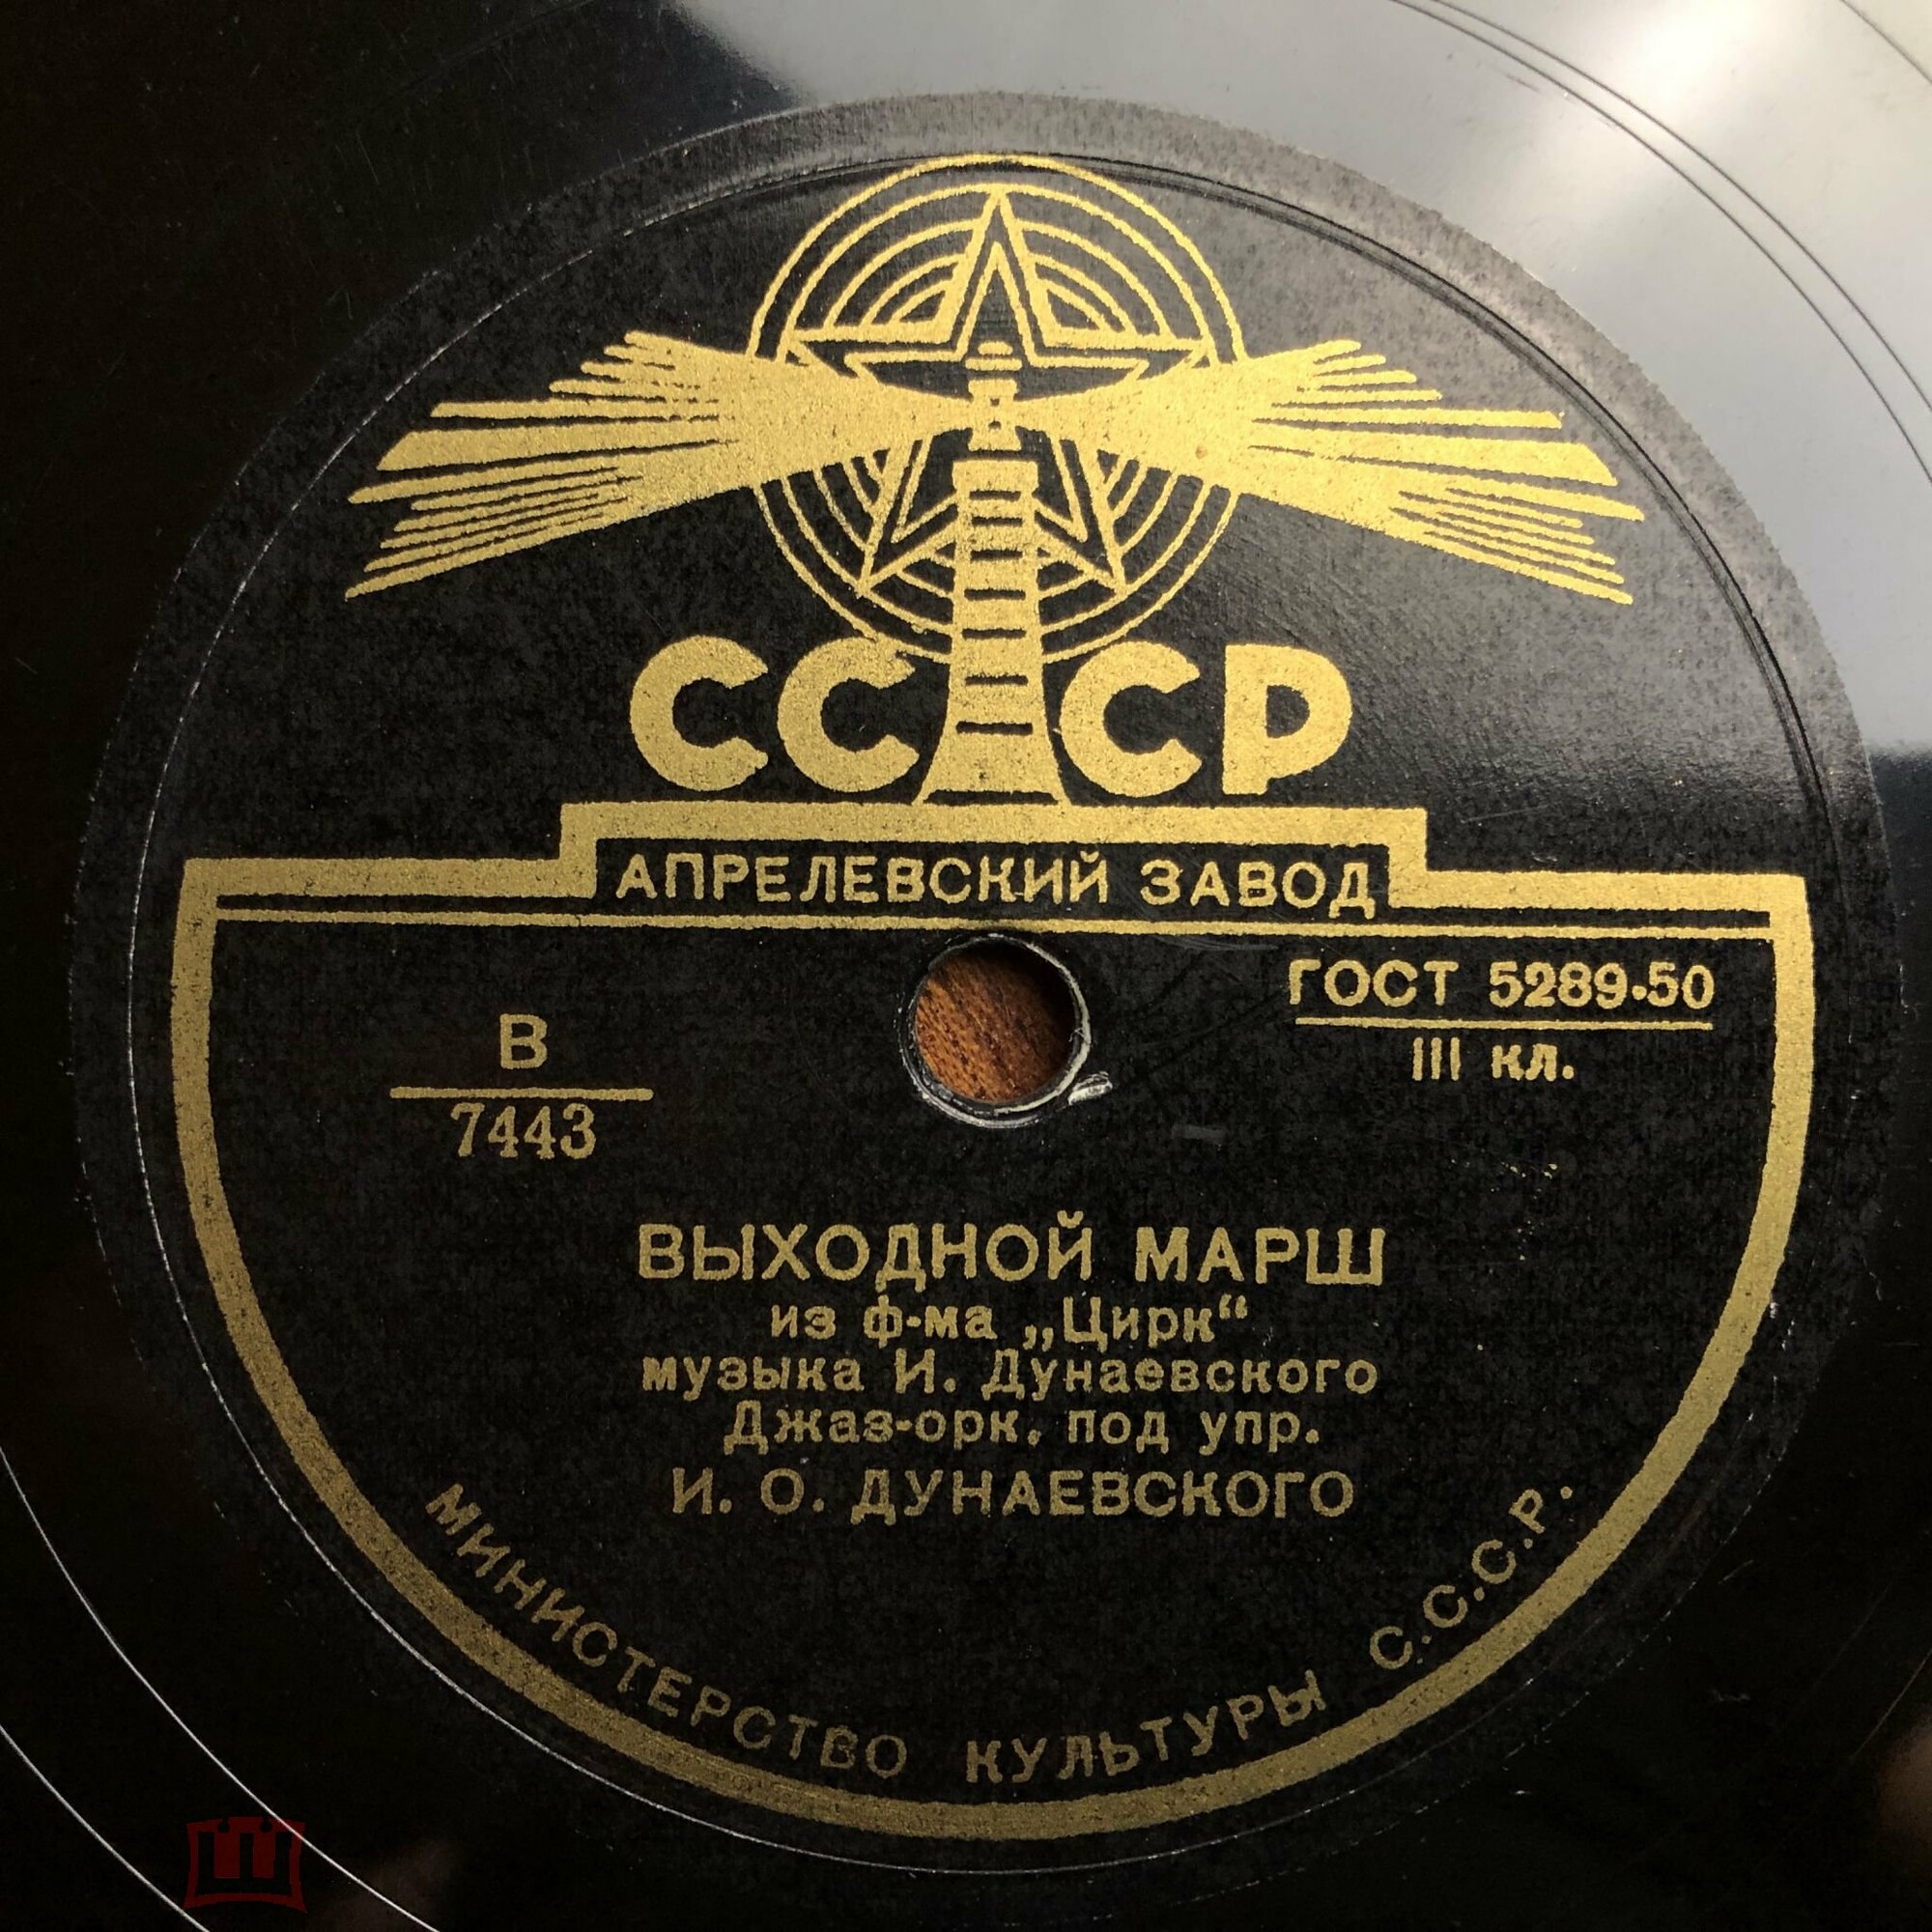 СССР
АПРЕЛЕВСКИЙ ЗАВОД
ГОСТ 5289-50
III кл.
В
7443
ВЫХОДНОЙ МАРШ
из ф-ма „Цирк“
музыка И. Дунаевского
Джаз-орк. под упр.
И. О. ДУНАЕВСКОГО
МИНИСТЕРСТВО КУЛЬТУРЫ С.С.С.Р.